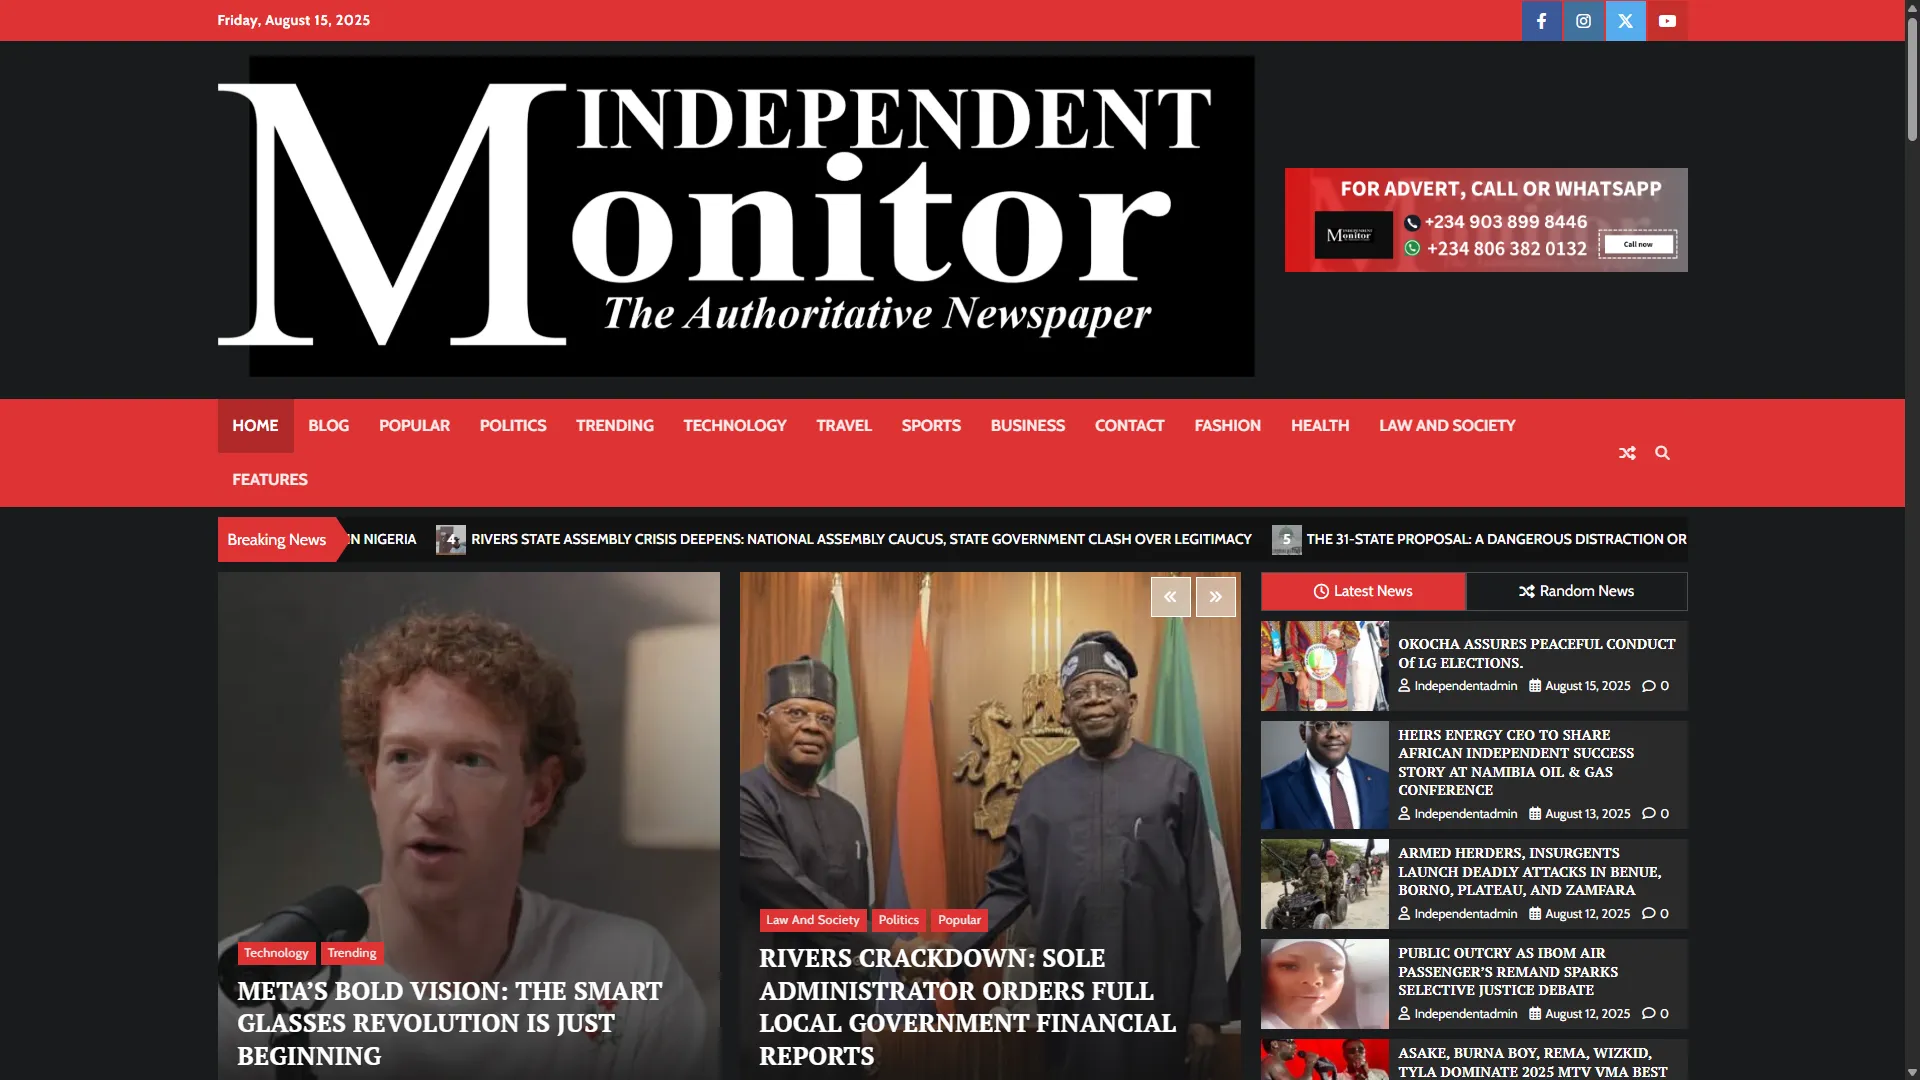 Friday, August 15, 2025
INDEPENDENT
Monitor
The Authoritative Newspaper
FOR ADVERT, CALL OR WHATSAPP
INDEPENDENT
Monitor
+234 903 899 8446
+234 806 382 0132
Call now
HOME BLOG POPULAR POLITICS TRENDING TECHNOLOGY TRAVEL SPORTS BUSINESS CONTACT FASHION HEALTH LAW AND SOCIETY
FEATURES
Breaking News IN NIGERIA 4 RIVERS STATE ASSEMBLY CRISIS DEEPENS: NATIONAL ASSEMBLY CAUCUS, STATE GOVERNMENT CLASH OVER LEGITIMACY 5 THE 31-STATE PROPOSAL: A DANGEROUS DISTRACTION OR
Technology Trending
META'S BOLD VISION: THE SMART
GLASSES REVOLUTION IS JUST
BEGINNING
Law And Society Politics Popular
RIVERS CRACKDOWN: SOLE
ADMINISTRATOR ORDERS FULL
LOCAL GOVERNMENT FINANCIAL
REPORTS
Latest News Random News
OKOCHA ASSURES PEACEFUL CONDUCT
Of LG ELECTIONS.
Independentadmin August 15, 2025 0
HEIRS ENERGY CEO TO SHARE
AFRICAN INDEPENDENT SUCCESS
STORY AT NAMIBIA OIL & GAS
CONFERENCE
Independentadmin August 13, 2025 0
ARMED HERDERS, INSURGENTS
LAUNCH DEADLY ATTACKS IN BENUE,
BORNO, PLATEAU, AND ZAMFARA
Independentadmin August 12, 2025 0
PUBLIC OUTCRY AS IBOM AIR
PASSENGER'S REMAND SPARKS
SELECTIVE JUSTICE DEBATE
Independentadmin August 12, 2025 0
ASAKE, BURNA BOY, REMA, WIZKID,
TYLA DOMINATE 2025 MTV VMA BEST